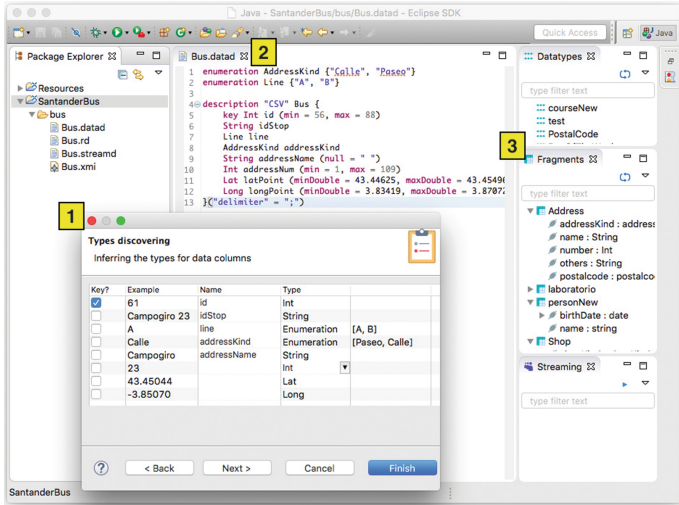 Java - SantanderBus/bus/Bus.datad - Eclipse SDK
Quick Access
Java
Package Explorer
Resources
SantanderBus
bus
Bus.datad
Bus.rd
Bus.streamd
Bus.xmi
Bus.datad
2
1 enumeration AddressKind {"Calle", "Paseo"}
2 enumeration Line {"A", "B"}
3
4 description "CSV" Bus {
5 key Int id (min = 56, max = 88)
6 String idStop
7 Line line
8 AddressKind addressKind
9 String addressName (null = " ")
10 Int addressNum (min = 1, max = 109)
11 Lat latPoint (minDouble = 43.44625, maxDouble = 43.4549
12 Long longPoint (minDouble = 3.83419, maxDouble = 3.8707
13 }("delimiter" = ";")
Datatypes
type filter text
courseNew
test
PostalCode
3
Fragments
type filter text
Address
addressKind : address
name : String
number : Int
others : String
postalcode : postalco
laboratorio
personNew
birthDate : date
name : string
Shop
Streaming
type filter text
1
Types discovering
Inferring the types for data columns
Key? Example Name Type
61 id Int
Campogiro 23 idStop String
A line Enumeration [A, B]
Calle addressKind Enumeration [Paseo, Calle]
Campogiro addressName String
23 Int
43.45044 Lat
-3.85070 Long
? < Back Next > Cancel Finish
SantanderBus